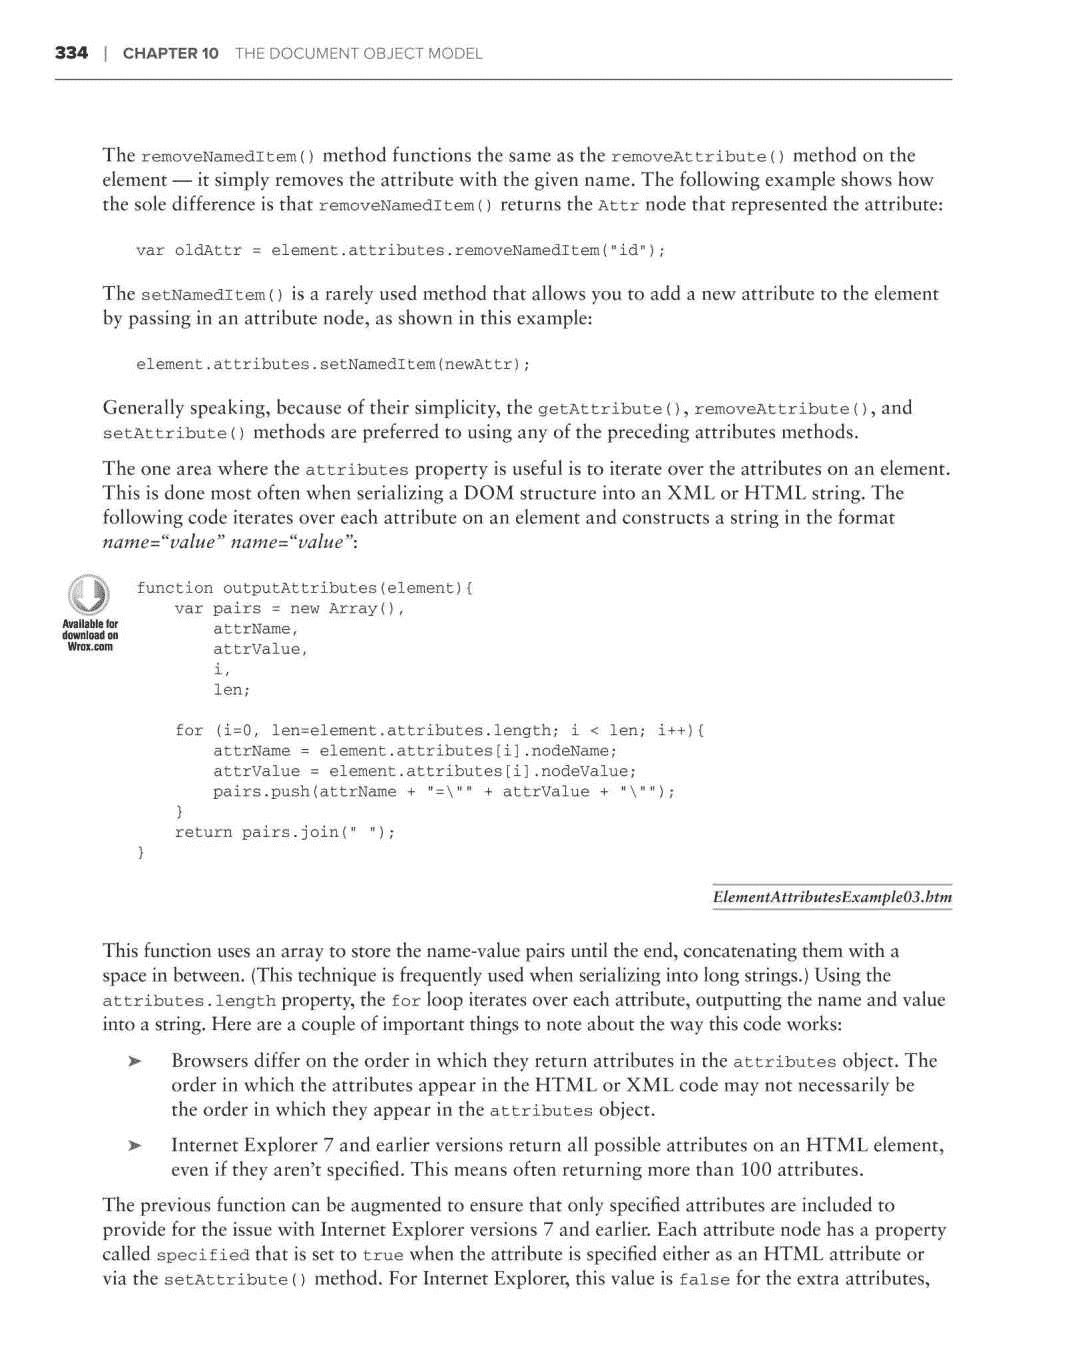 334 | CHAPTER 10 THE DOCUMENT OBJECT MODEL
The removeNamedItem() method functions the same as the removeAttribute() method on the
element — it simply removes the attribute with the given name. The following example shows how
the sole difference is that removeNamedItem() returns the Attr node that represented the attribute:
var oldAttr = element.attributes.removeNamedItem("id");
The setNamedItem() is a rarely used method that allows you to add a new attribute to the element
by passing in an attribute node, as shown in this example:
element.attributes.setNamedItem(newAttr);
Generally speaking, because of their simplicity, the getAttribute(), removeAttribute(), and
setAttribute() methods are preferred to using any of the preceding attributes methods.
The one area where the attributes property is useful is to iterate over the attributes on an element.
This is done most often when serializing a DOM structure into an XML or HTML string. The
following code iterates over each attribute on an element and constructs a string in the format
name=“value” name=“value”:
Available for
download on
Wrox.com
function outputAttributes(element){
    var pairs = new Array(),
        attrName,
        attrValue,
        i,
        len;
    for (i=0, len=element.attributes.length; i < len; i++){
        attrName = element.attributes[i].nodeName;
        attrValue = element.attributes[i].nodeValue;
        pairs.push(attrName + "=\"" + attrValue + "\"");
    }
    return pairs.join(" ");
}
ElementAttributesExample03.htm
This function uses an array to store the name-value pairs until the end, concatenating them with a
space in between. (This technique is frequently used when serializing into long strings.) Using the
attributes.length property, the for loop iterates over each attribute, outputting the name and value
into a string. Here are a couple of important things to note about the way this code works:
➤ Browsers differ on the order in which they return attributes in the attributes object. The
order in which the attributes appear in the HTML or XML code may not necessarily be
the order in which they appear in the attributes object.
➤ Internet Explorer 7 and earlier versions return all possible attributes on an HTML element,
even if they aren’t specified. This means often returning more than 100 attributes.
The previous function can be augmented to ensure that only specified attributes are included to
provide for the issue with Internet Explorer versions 7 and earlier. Each attribute node has a property
called specified that is set to true when the attribute is specified either as an HTML attribute or
via the setAttribute() method. For Internet Explorer, this value is false for the extra attributes,